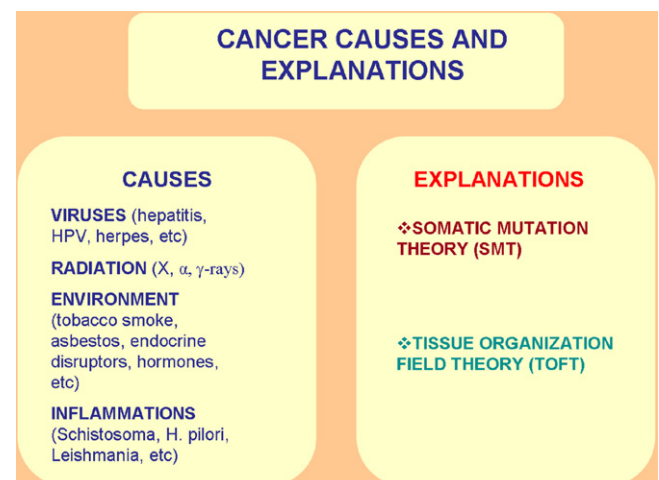 CANCER CAUSES AND
EXPLANATIONS
CAUSES
VIRUSES (hepatitis,
HPV, herpes, etc)
RADIATION (X, α, γ-rays)
ENVIRONMENT
(tobacco smoke,
asbestos, endocrine
disruptors, hormones,
etc)
INFLAMMATIONS
(Schistosoma, H. pilori,
Leishmania, etc)
EXPLANATIONS
❖SOMATIC MUTATION
THEORY (SMT)
❖TISSUE ORGANIZATION
FIELD THEORY (TOFT)